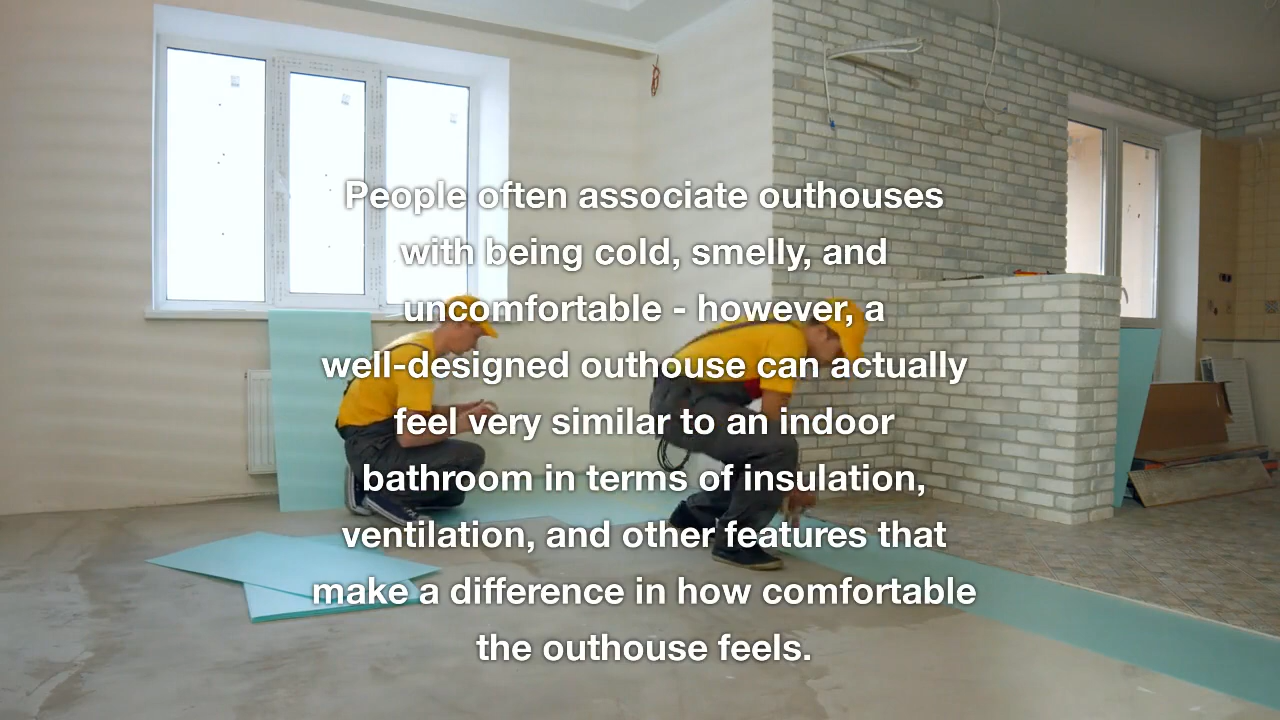 People often associate outhouses
with being cold, smelly, and
uncomfortable - however, a
well-designed outhouse can actually
feel very similar to an indoor
bathroom in terms of insulation,
ventilation, and other features that
make a difference in how comfortable
the outhouse feels.